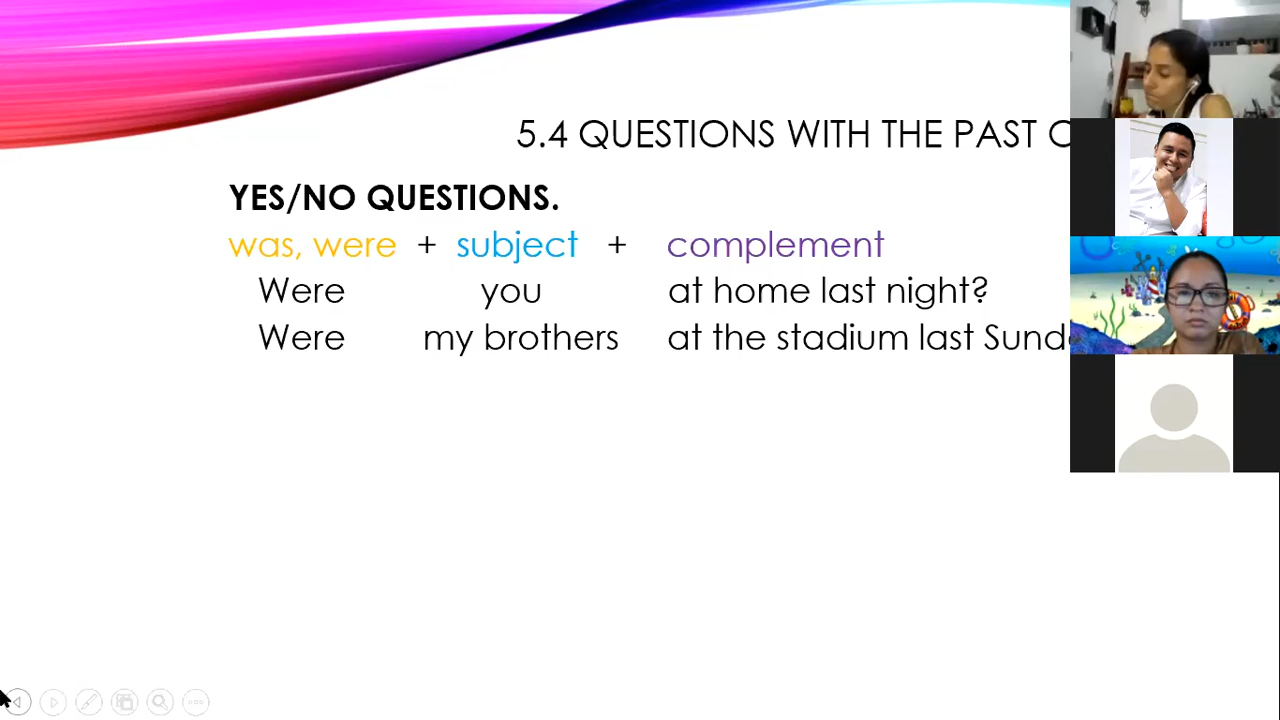 5.4 QUESTIONS WITH THE PAST
YES/NO QUESTIONS.
was, were + subject + complement
Were you at home last night?
Were my brothers at the stadium last